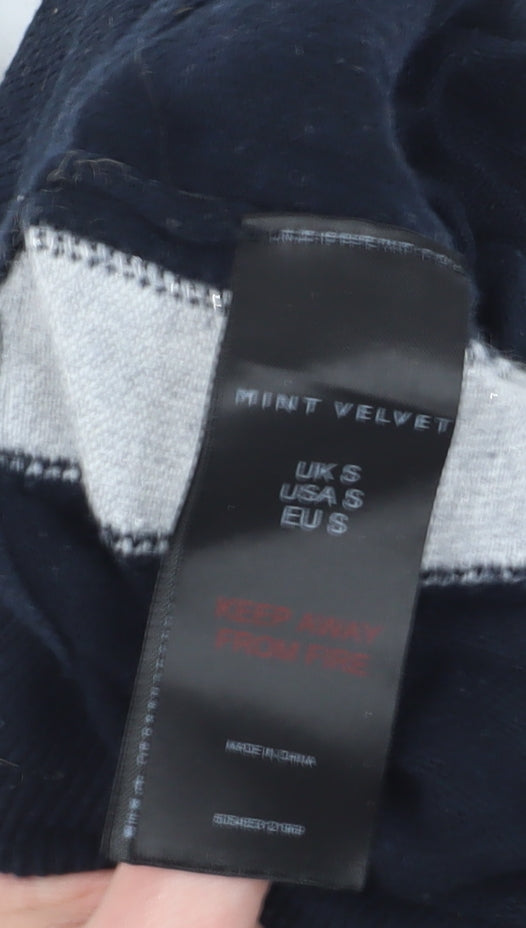 MINT VELVET
UK S
USA S
EU S
KEEP AWAY
FROM FIRE
MADE IN CHINA